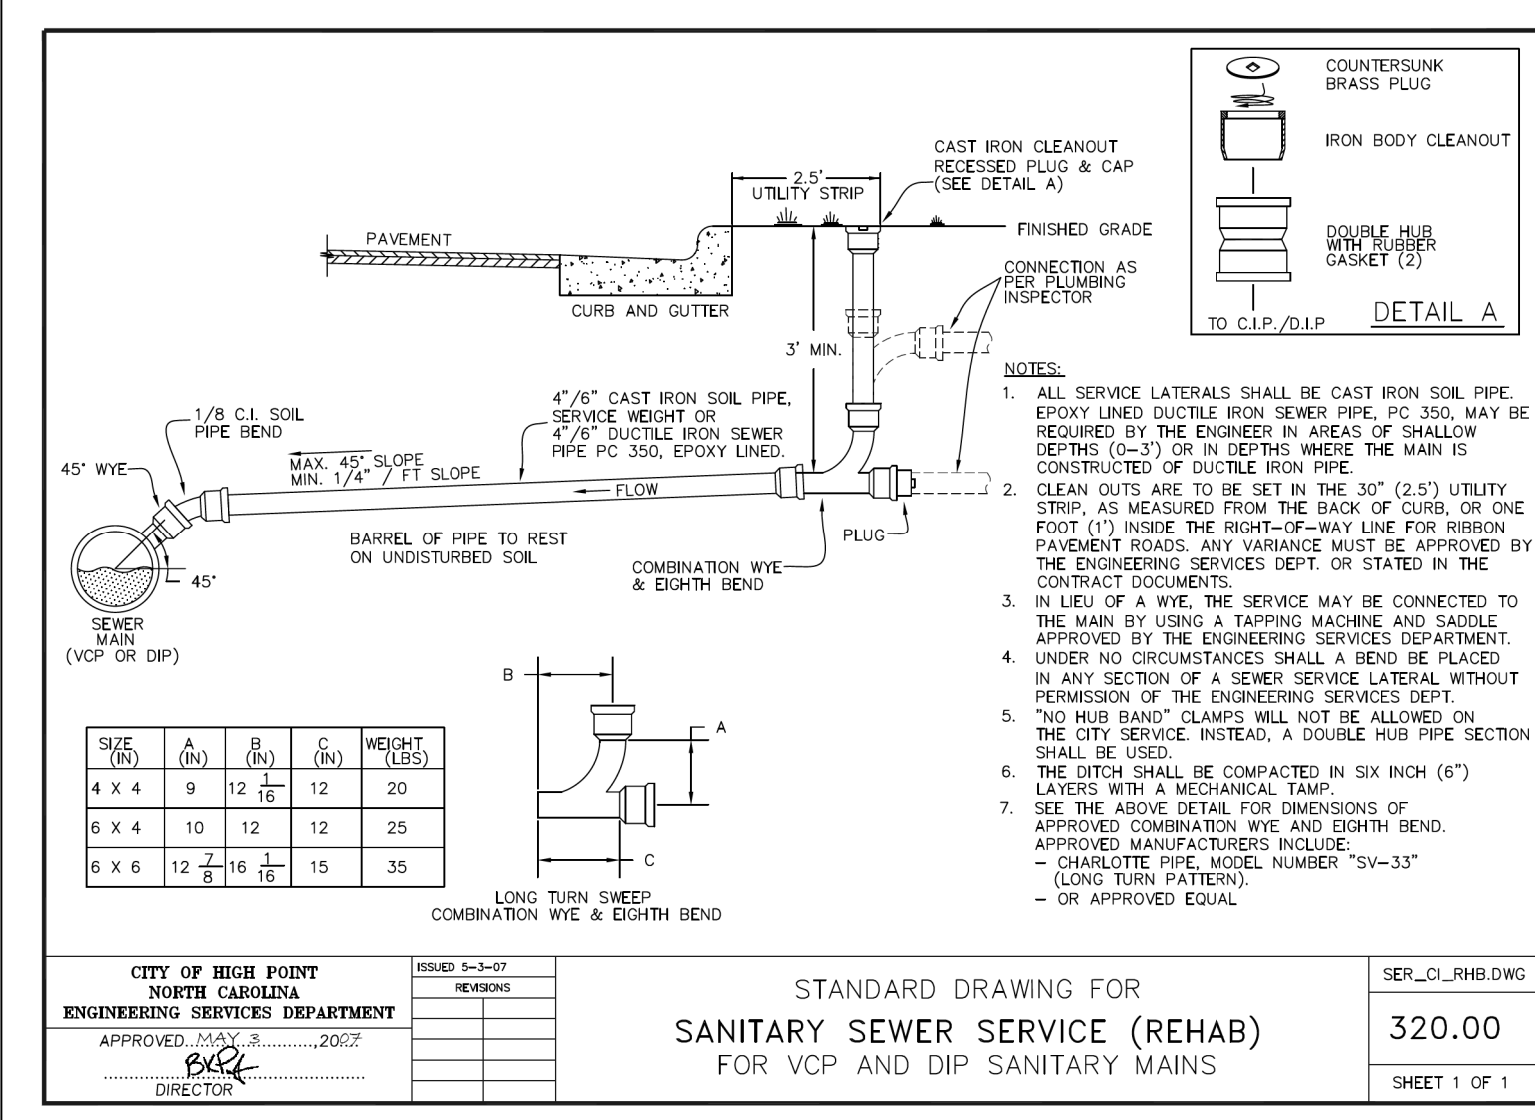 COUNTERSUNK
BRASS PLUG
IRON BODY CLEANOUT
DOUBLE HUB
WITH RUBBER
GASKET (2)
TO C.I.P./D.I.P
DETAIL A
CAST IRON CLEANOUT
RECESSED PLUG & CAP
(SEE DETAIL A)
2.5'
UTILITY STRIP
FINISHED GRADE
PAVEMENT
CURB AND GUTTER
CONNECTION AS
PER PLUMBING
INSPECTOR
3' MIN.
4"/6" CAST IRON SOIL PIPE,
SERVICE WEIGHT OR
4"/6" DUCTILE IRON SEWER
PIPE PC 350, EPOXY LINED.
1/8 C.I. SOIL
PIPE BEND
45° WYE
MAX. 45° SLOPE
MIN. 1/4" / FT SLOPE
FLOW
BARREL OF PIPE TO REST
ON UNDISTURBED SOIL
PLUG
COMBINATION WYE
& EIGHTH BEND
45°
SEWER
MAIN
(VCP OR DIP)
NOTES:
1. ALL SERVICE LATERALS SHALL BE CAST IRON SOIL PIPE.
EPOXY LINED DUCTILE IRON SEWER PIPE, PC 350, MAY BE
REQUIRED BY THE ENGINEER IN AREAS OF SHALLOW
DEPTHS (0-3') OR IN DEPTHS WHERE THE MAIN IS
CONSTRUCTED OF DUCTILE IRON PIPE.
2. CLEAN OUTS ARE TO BE SET IN THE 30" (2.5') UTILITY
STRIP, AS MEASURED FROM THE BACK OF CURB, OR ONE
FOOT (1') INSIDE THE RIGHT-OF-WAY LINE FOR RIBBON
PAVEMENT ROADS. ANY VARIANCE MUST BE APPROVED BY
THE ENGINEERING SERVICES DEPT. OR STATED IN THE
CONTRACT DOCUMENTS.
3. IN LIEU OF A WYE, THE SERVICE MAY BE CONNECTED TO
THE MAIN BY USING A TAPPING MACHINE AND SADDLE
APPROVED BY THE ENGINEERING SERVICES DEPARTMENT.
4. UNDER NO CIRCUMSTANCES SHALL A BEND BE PLACED
IN ANY SECTION OF A SEWER SERVICE LATERAL WITHOUT
PERMISSION OF THE ENGINEERING SERVICES DEPT.
5. "NO HUB BAND" CLAMPS WILL NOT BE ALLOWED ON
THE CITY SERVICE. INSTEAD, A DOUBLE HUB PIPE SECTION
SHALL BE USED.
6. THE DITCH SHALL BE COMPACTED IN SIX INCH (6")
LAYERS WITH A MECHANICAL TAMP.
7. SEE THE ABOVE DETAIL FOR DIMENSIONS OF
APPROVED COMBINATION WYE AND EIGHTH BEND.
APPROVED MANUFACTURERS INCLUDE:
- CHARLOTTE PIPE, MODEL NUMBER "SV-33"
(LONG TURN PATTERN).
- OR APPROVED EQUAL
B
A
C
LONG TURN SWEEP
COMBINATION WYE & EIGHTH BEND
SIZE (IN) A (IN) B (IN) C (IN) WEIGHT (LBS)
4 X 4 9 12 1/16 12 20
6 X 4 10 12 12 25
6 X 6 12 7/8 16 1/16 15 35
CITY OF HIGH POINT
NORTH CAROLINA
ENGINEERING SERVICES DEPARTMENT
APPROVED MAY 3, 2007
DIRECTOR
ISSUED 5-3-07
REVISIONS
STANDARD DRAWING FOR
SANITARY SEWER SERVICE (REHAB)
FOR VCP AND DIP SANITARY MAINS
SER_CI_RHB.DWG
320.00
SHEET 1 OF 1